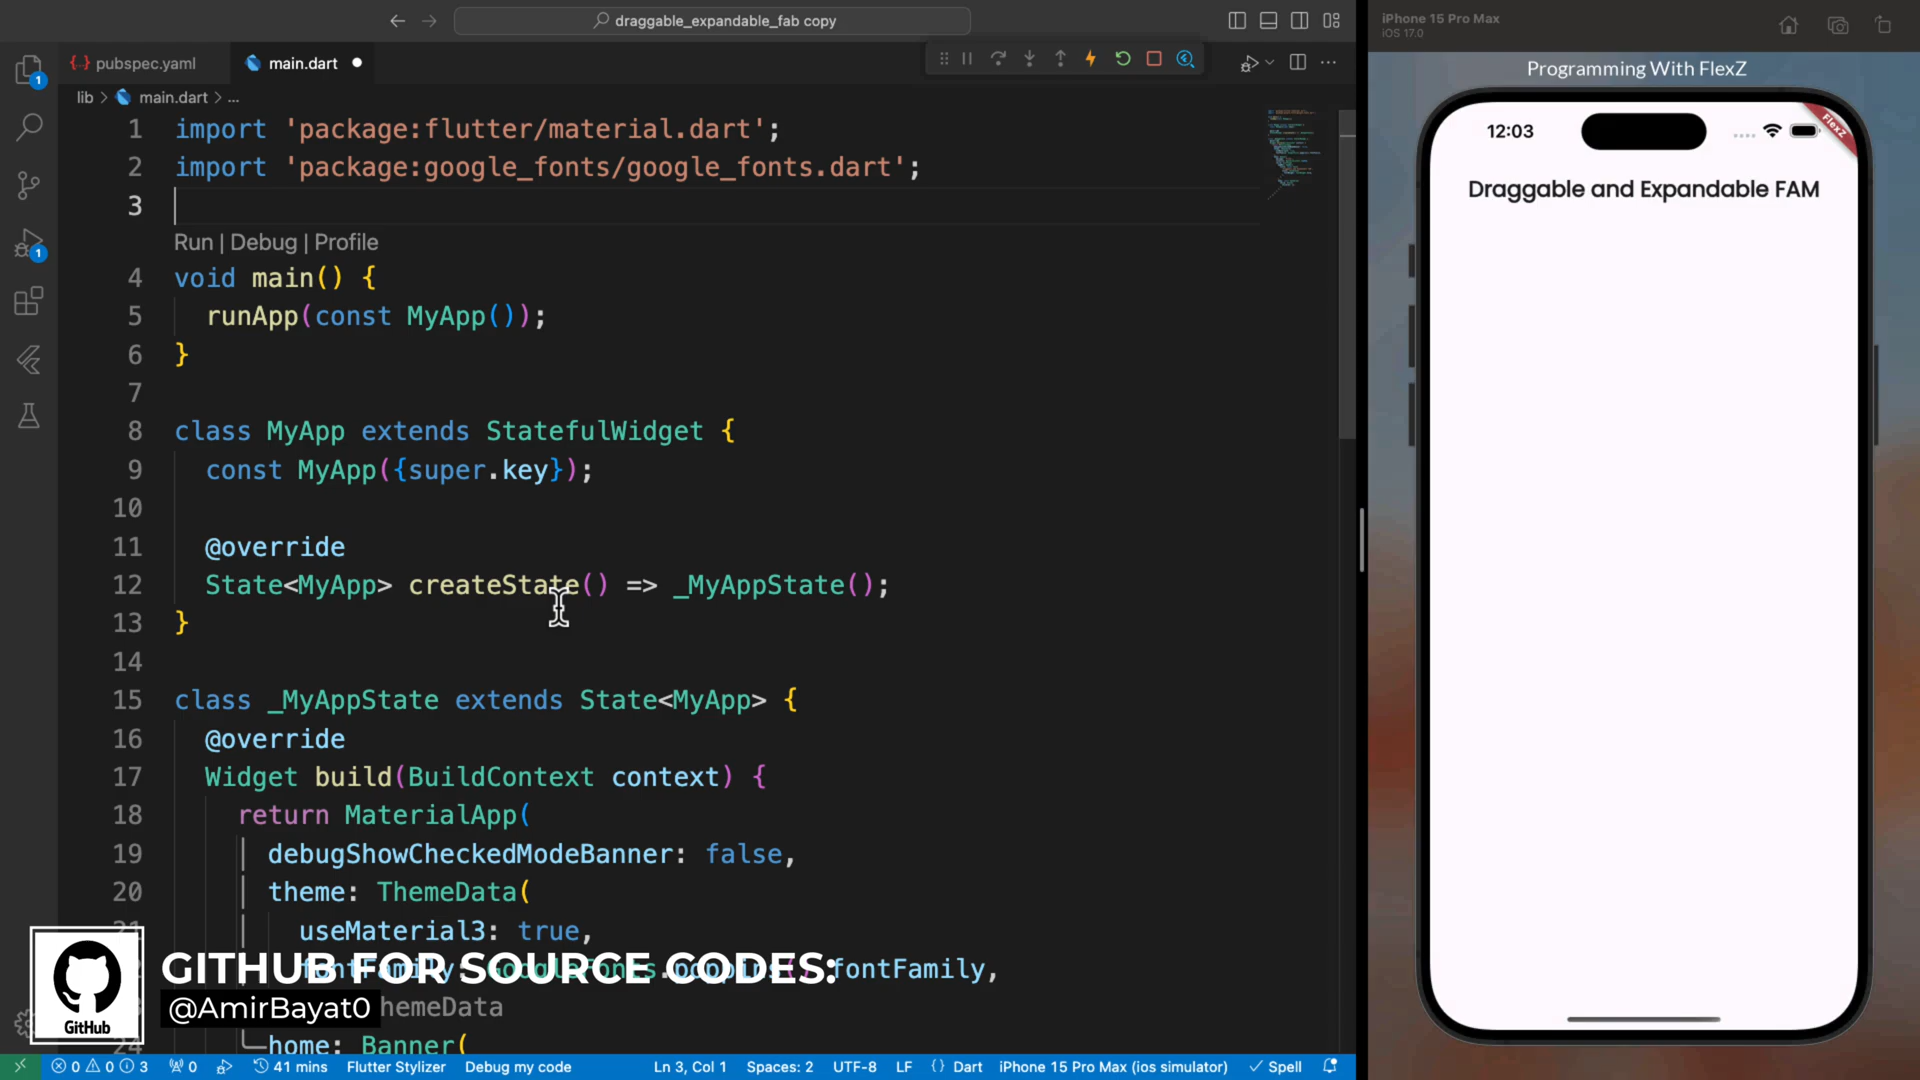 draggable_expandable_fab copy
pubspec.yaml
main.dart
lib > main.dart > ...
1 import 'package:flutter/material.dart';
2 import 'package:google_fonts/google_fonts.dart';
3
Run | Debug | Profile
4 void main() {
5 runApp(const MyApp());
6 }
7
8 class MyApp extends StatefulWidget {
9 const MyApp({super.key});
10
11 @override
12 State<MyApp> createState() => _MyAppState();
13 }
14
15 class _MyAppState extends State<MyApp> {
16 @override
17 Widget build(BuildContext context) {
18 return MaterialApp(
19 debugShowCheckedModeBanner: false,
20 theme: ThemeData(
21 useMaterial3: true,
fontFamily: GoogleFonts.poppins().fontFamily,
hemeData
24 home: Banner(
GITHUB FOR SOURCE CODES:
@AmirBayat0
GitHub
1
1
0 0 3 0 41 mins Flutter Stylizer Debug my code Ln 3, Col 1 Spaces: 2 UTF-8 LF {} Dart iPhone 15 Pro Max (ios simulator) Spell
iPhone 15 Pro Max
iOS 17.0
Programming With FlexZ
12:03
FlexZ
Draggable and Expandable FAM